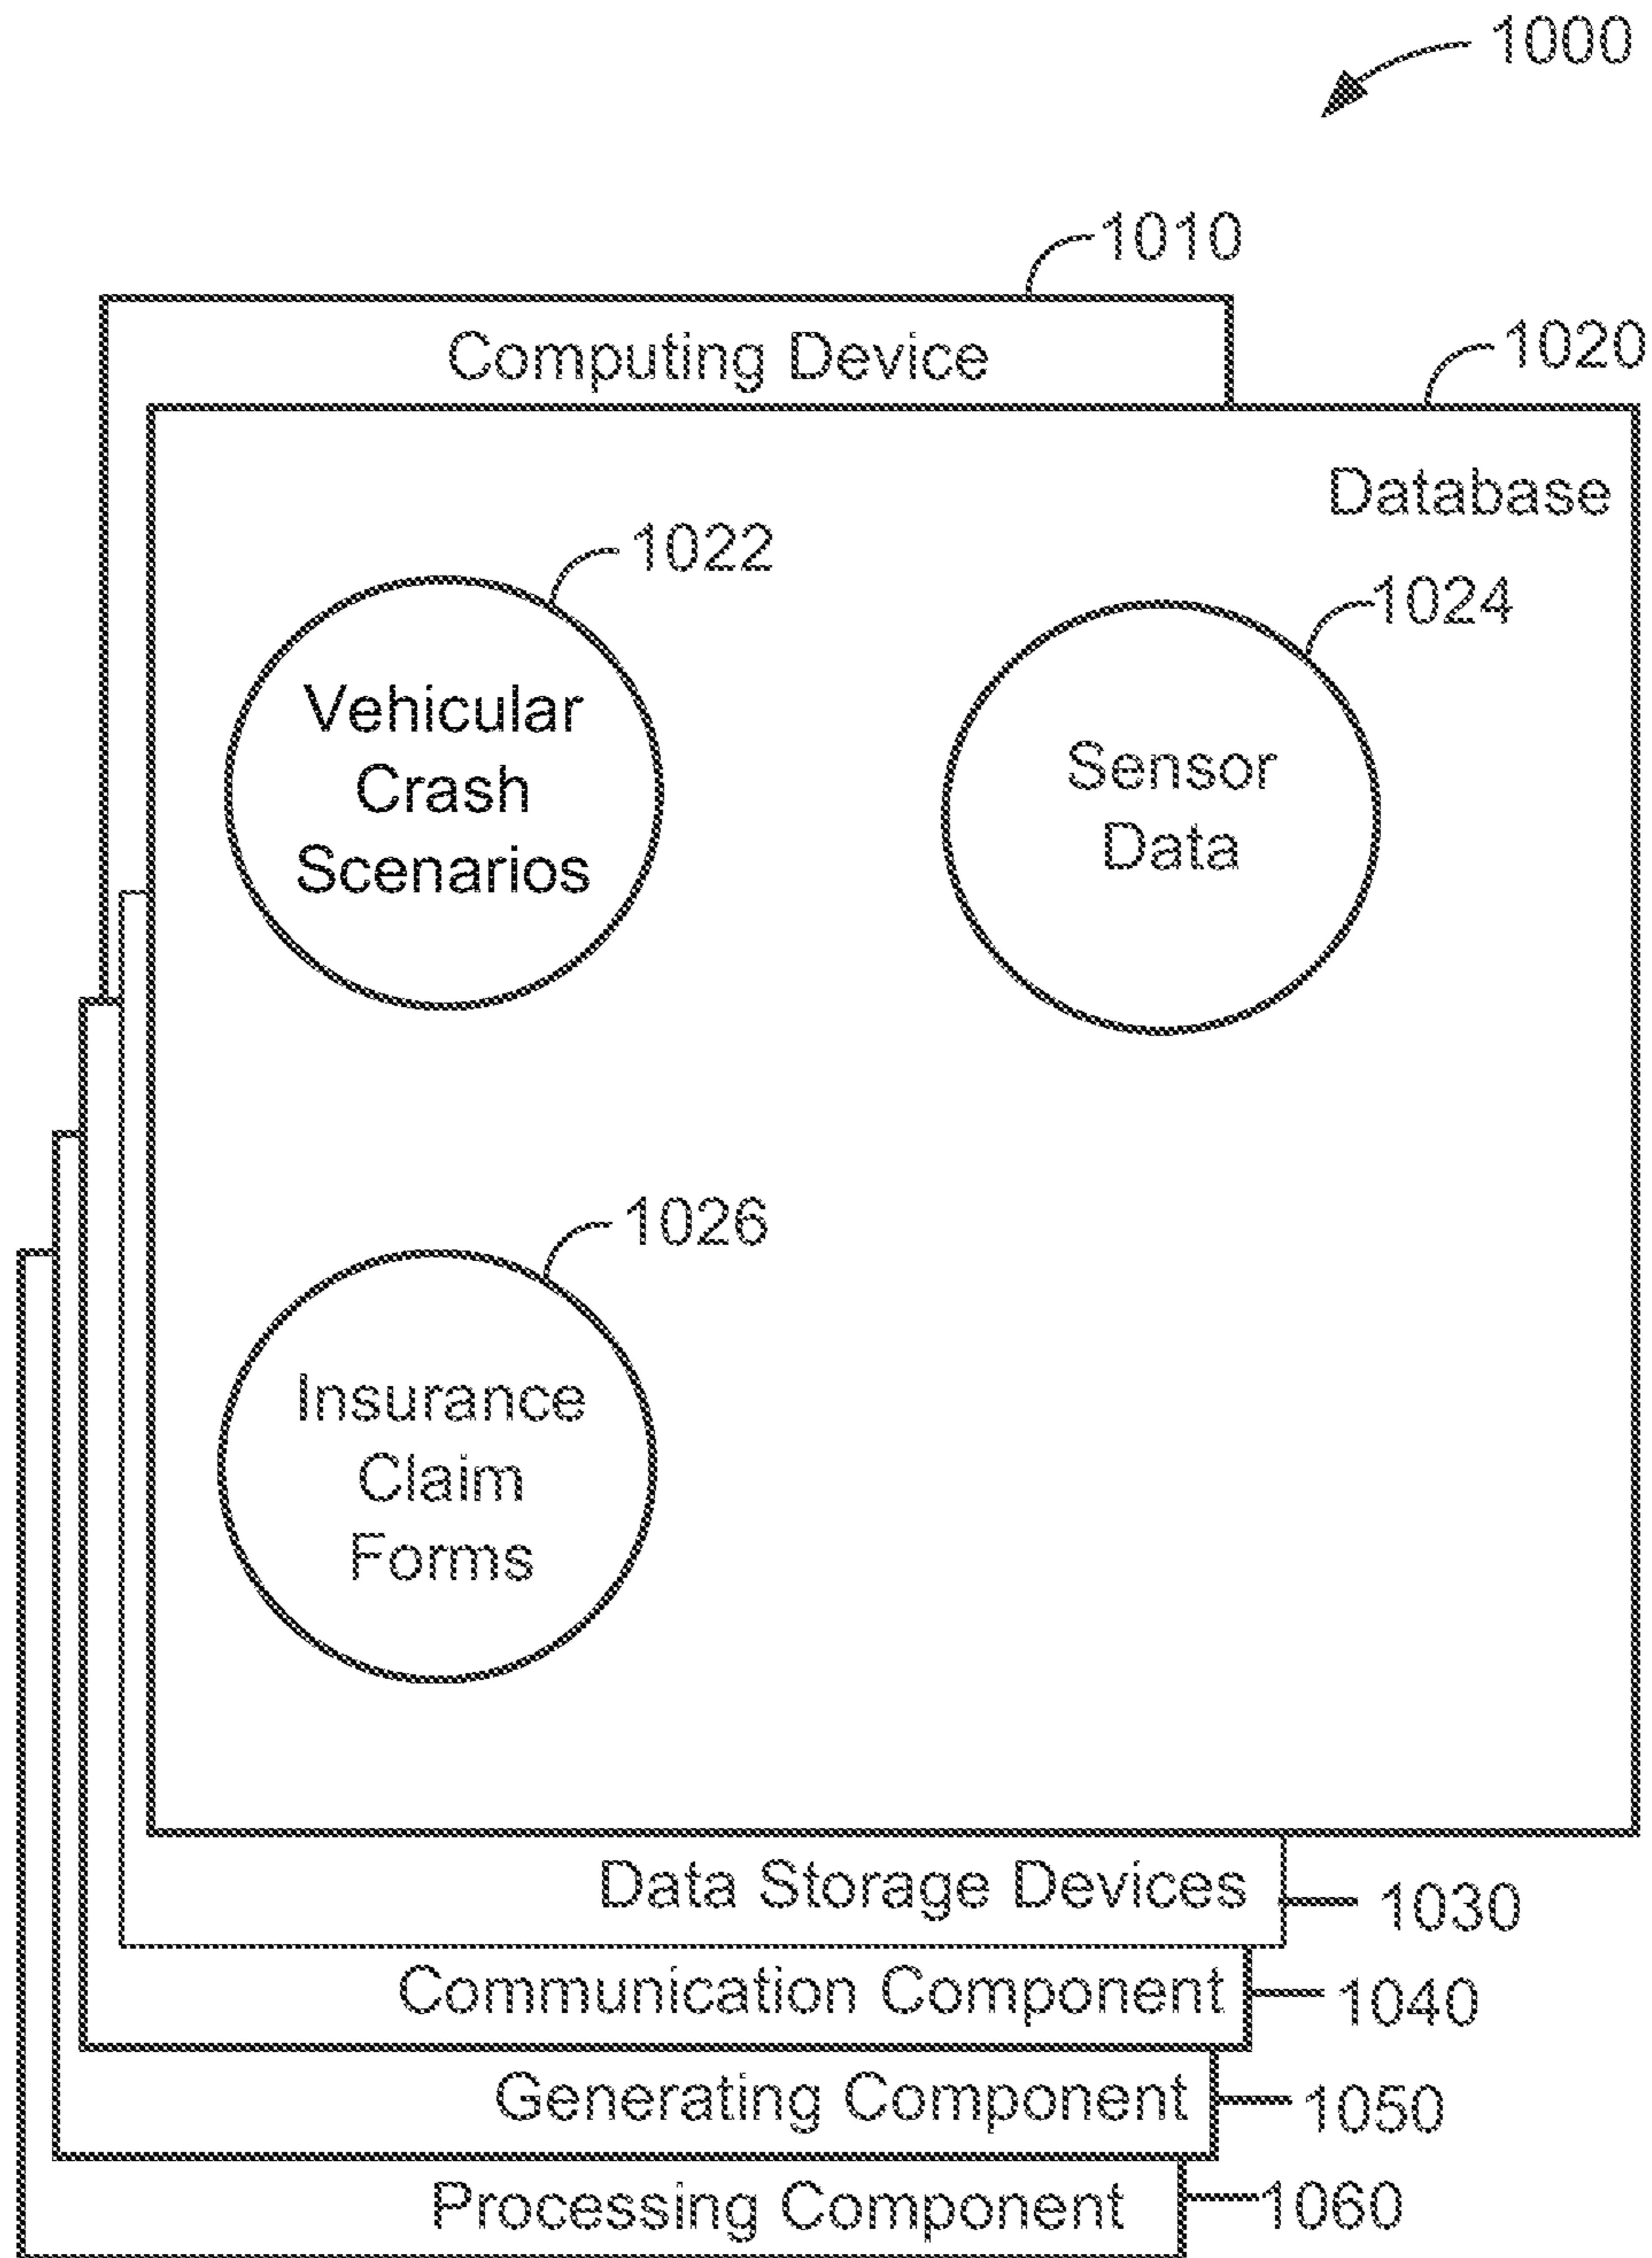 1000
1010
Computing Device
1020
Database
1022
1024
Vehicular
Crash
Scenarios
Sensor
Data
1026
Insurance
Claim
Forms
Data Storage Devices
1030
Communication Component
1040
Generating Component
1050
Processing Component
1060